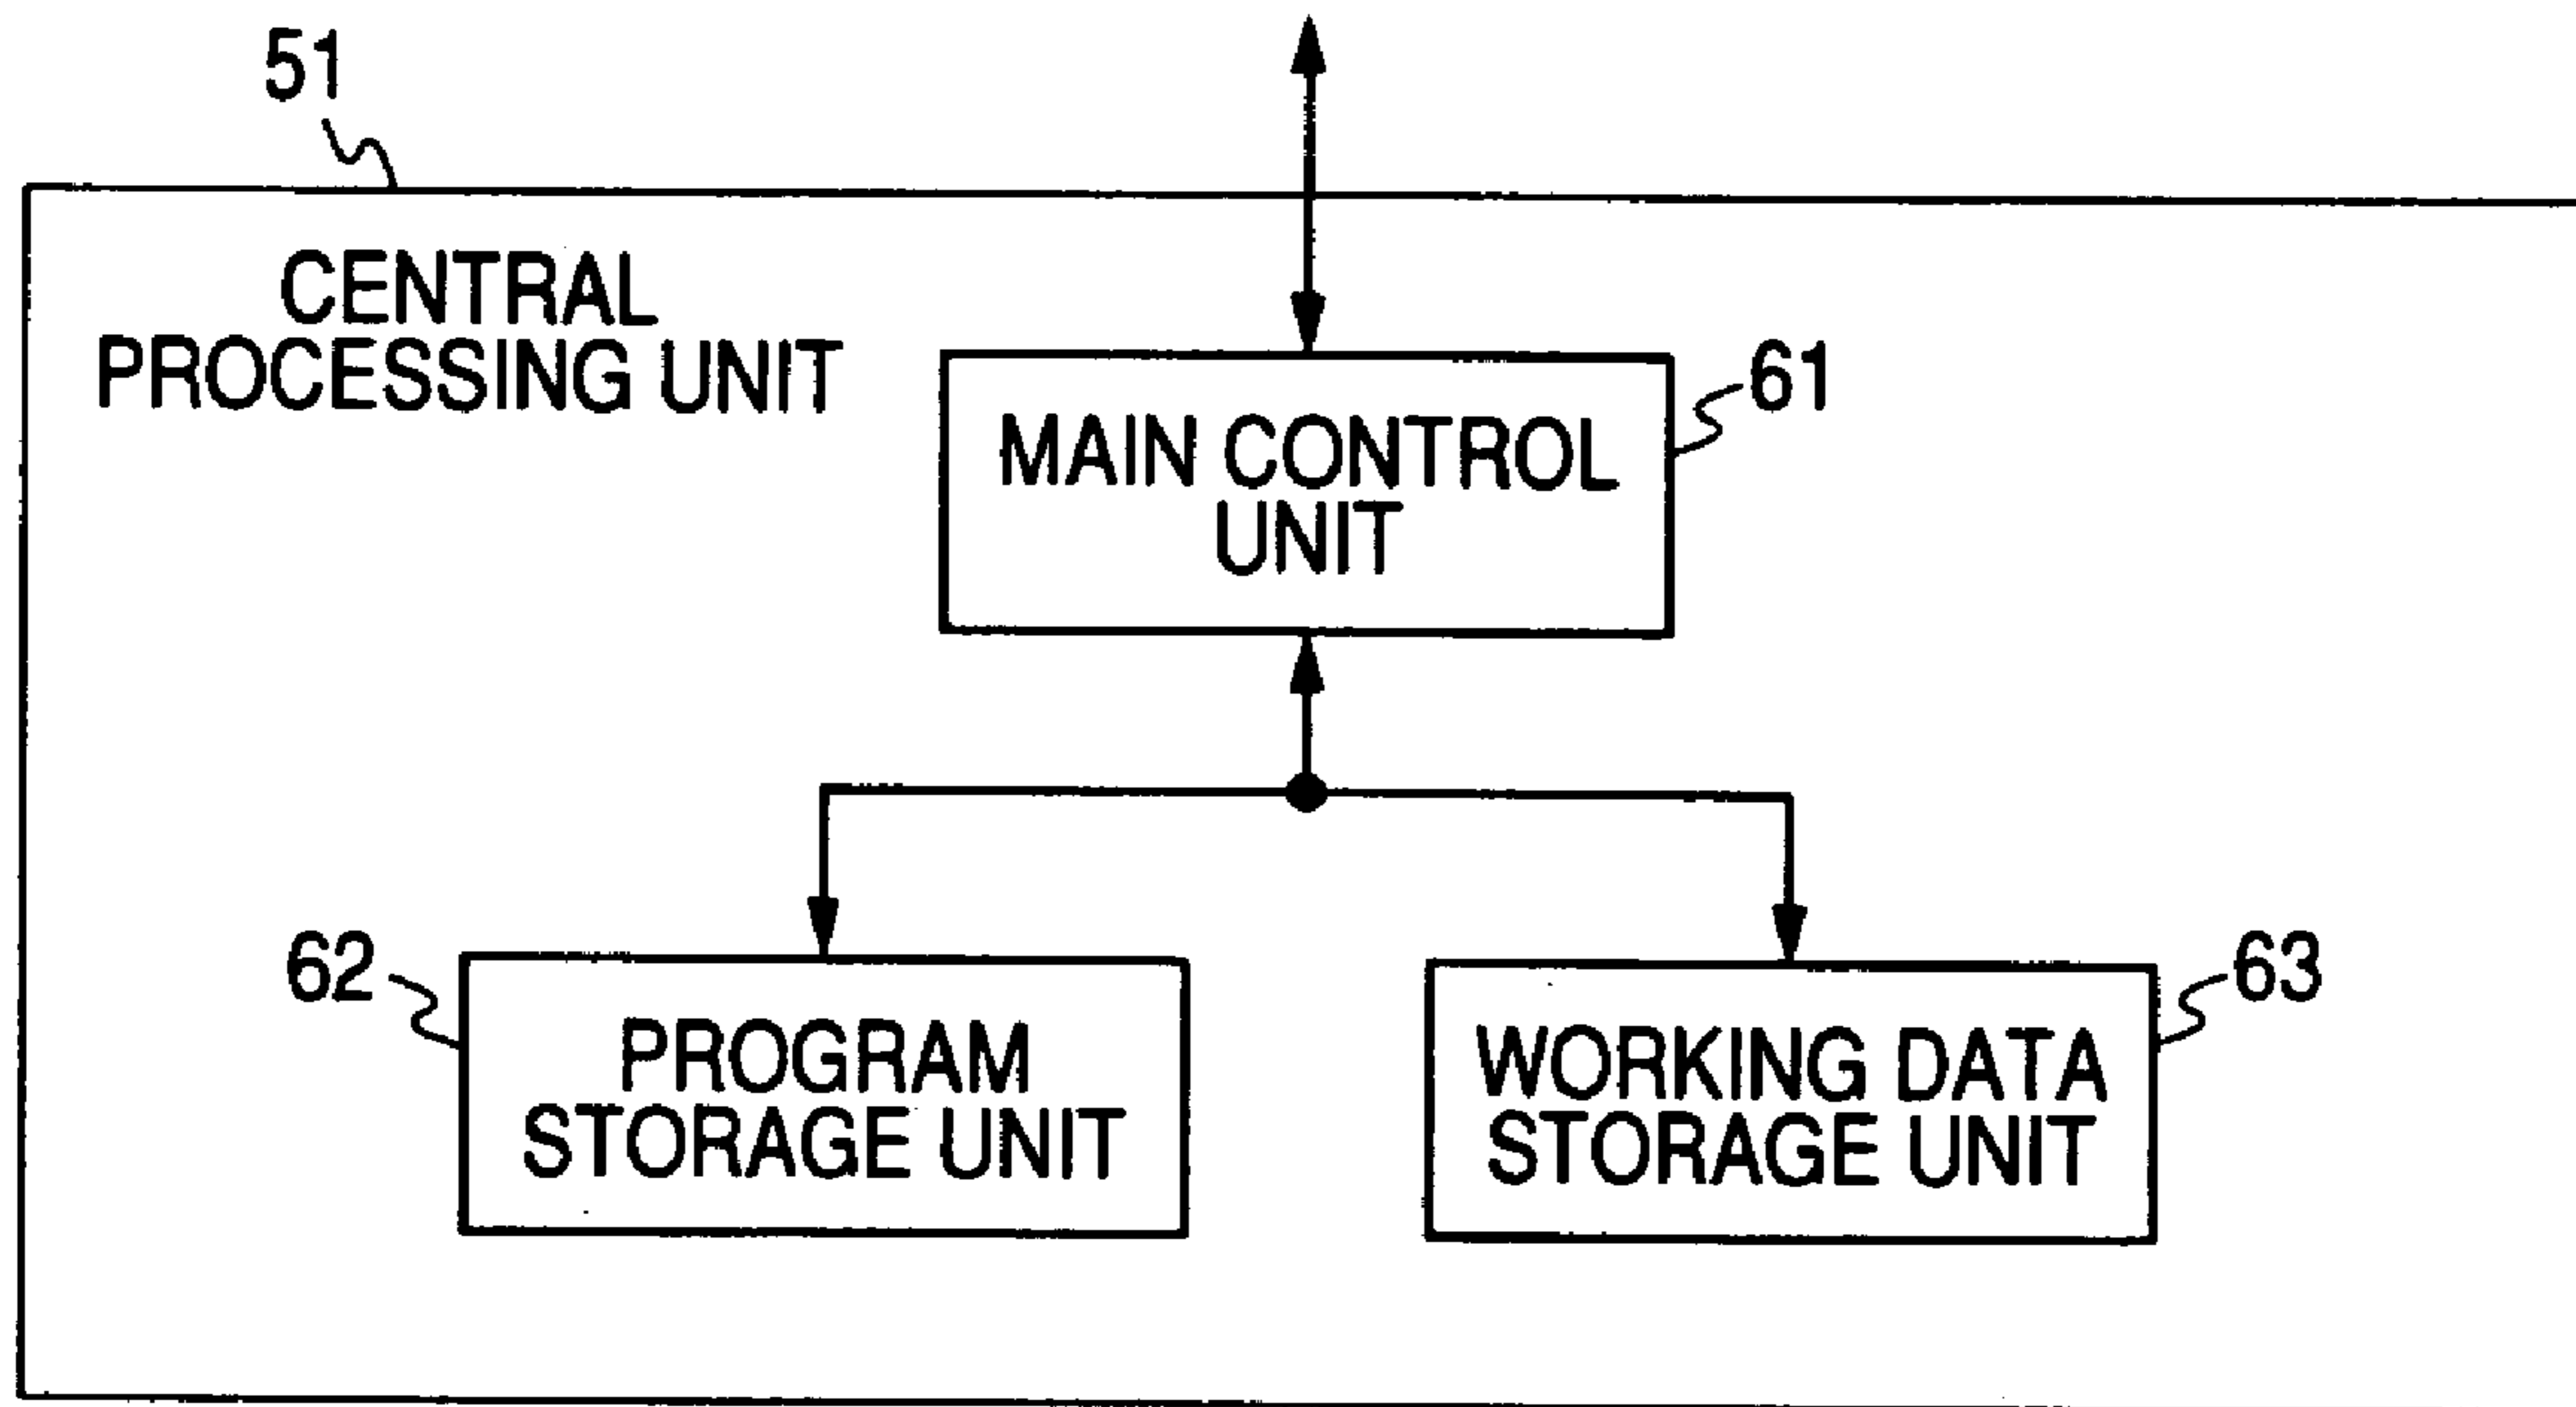 51
CENTRAL
PROCESSING UNIT
61
MAIN CONTROL
UNIT
62
PROGRAM
STORAGE UNIT
63
WORKING DATA
STORAGE UNIT